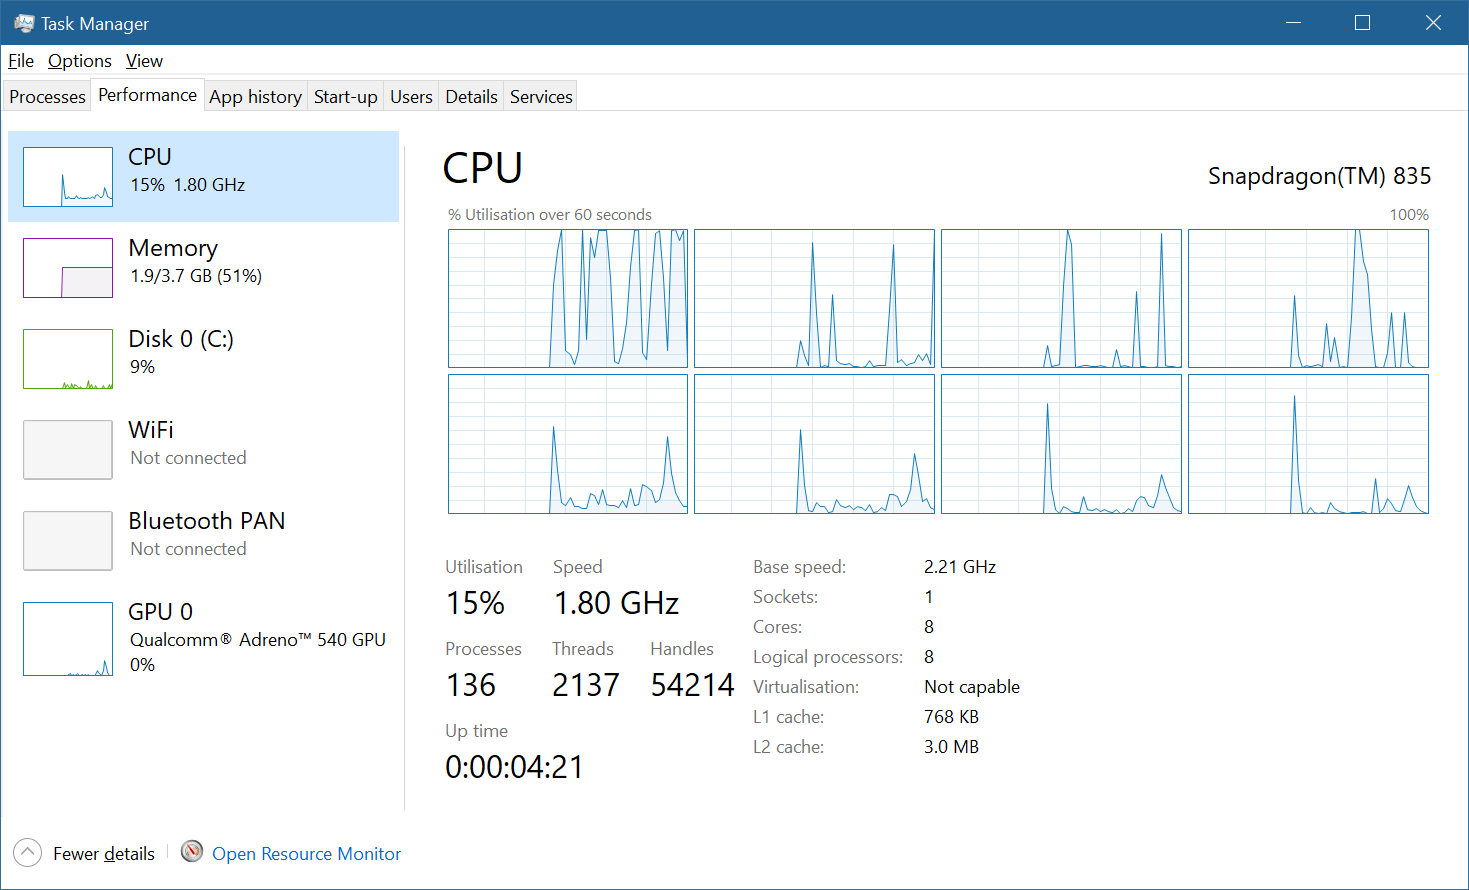 Task Manager
File Options View
Processes Performance App history Start-up Users Details Services
CPU
15% 1.80 GHz
Memory
1.9/3.7 GB (51%)
Disk 0 (C:)
9%
WiFi
Not connected
Bluetooth PAN
Not connected
GPU 0
Qualcomm® Adreno™ 540 GPU
0%
CPU
Snapdragon(TM) 835
% Utilisation over 60 seconds 100%
Utilisation Speed
15% 1.80 GHz
Processes Threads Handles
136 2137 54214
Up time
0:00:04:21
Base speed: 2.21 GHz
Sockets: 1
Cores: 8
Logical processors: 8
Virtualisation: Not capable
L1 cache: 768 KB
L2 cache: 3.0 MB
Fewer details Open Resource Monitor